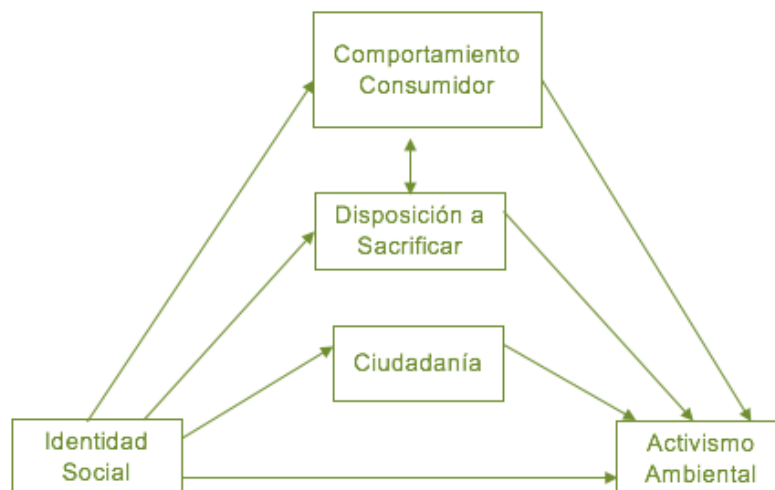 Comportamiento
Consumidor
Disposición a
Sacrificar
Ciudadanía
Identidad
Social
Activismo
Ambiental